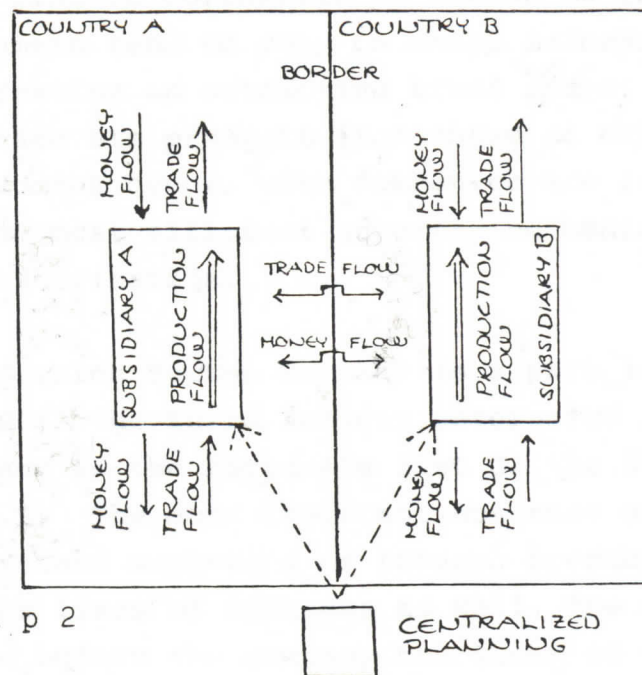 COUNTRY A
COUNTRY B
BORDER
MONEY
FLOW
TRADE
FLOW
MONEY
FLOW
TRADE
FLOW
SUBSIDIARY A
PRODUCTION
FLOW
TRADE FLOW
MONEY FLOW
PRODUCTION
FLOW
SUBSIDIARY B
MONEY
FLOW
TRADE
FLOW
MONEY
FLOW
TRADE
FLOW
p 2
CENTRALIZED
PLANNING